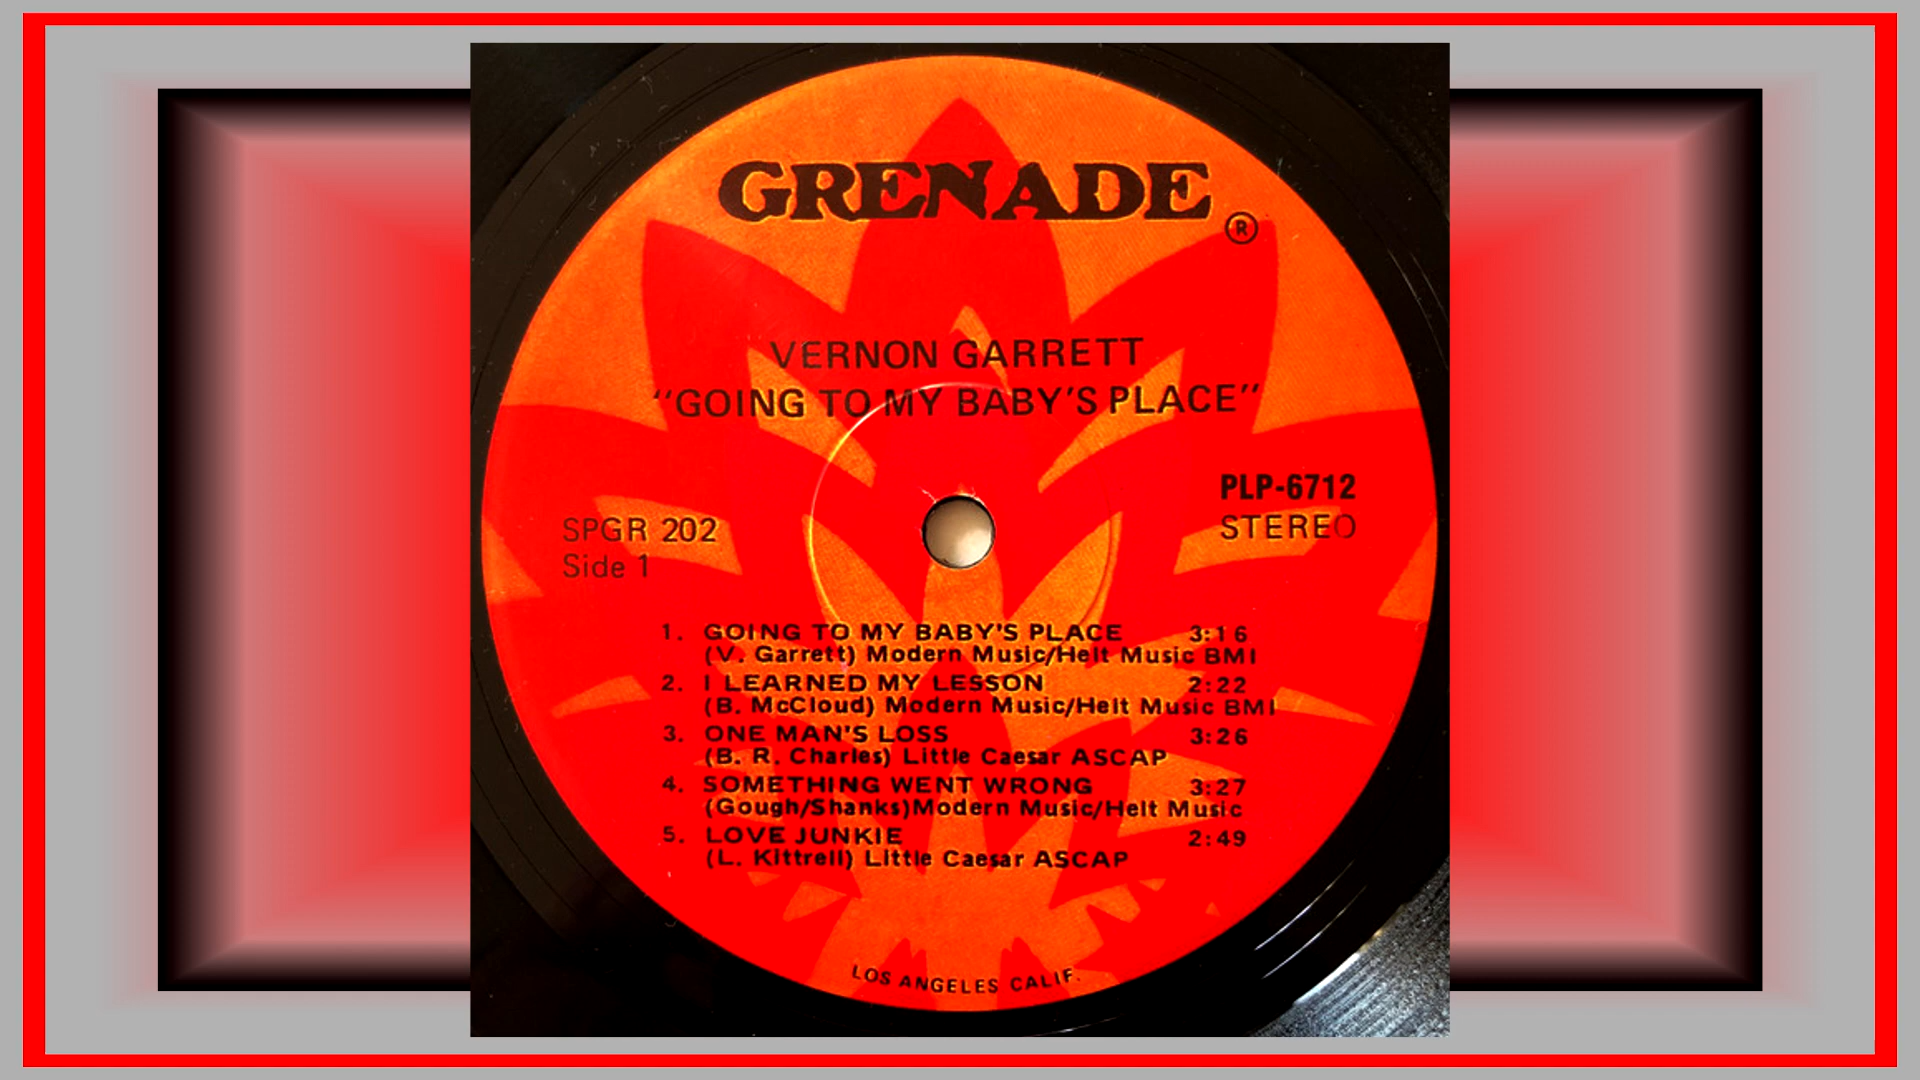 GRENADE
®
VERNON GARRETT
"GOING TO MY BABY'S PLACE"
PLP-6712
STEREO
SPGR 202
Side 1
1. GOING TO MY BABY'S PLACE 3:16
(V. Garrett) Modern Music/Helt Music BMI
2. I LEARNED MY LESSON 2:22
(B. McCloud) Modern Music/Helt Music BMI
3. ONE MAN'S LOSS 3:26
(B. R. Charles) Little Caesar ASCAP
4. SOMETHING WENT WRONG 3:27
(Gough/Shanks)Modern Music/Helt Music
5. LOVE JUNKIE 2:49
(L. Kittrell) Little Caesar ASCAP
LOS ANGELES CALIF.